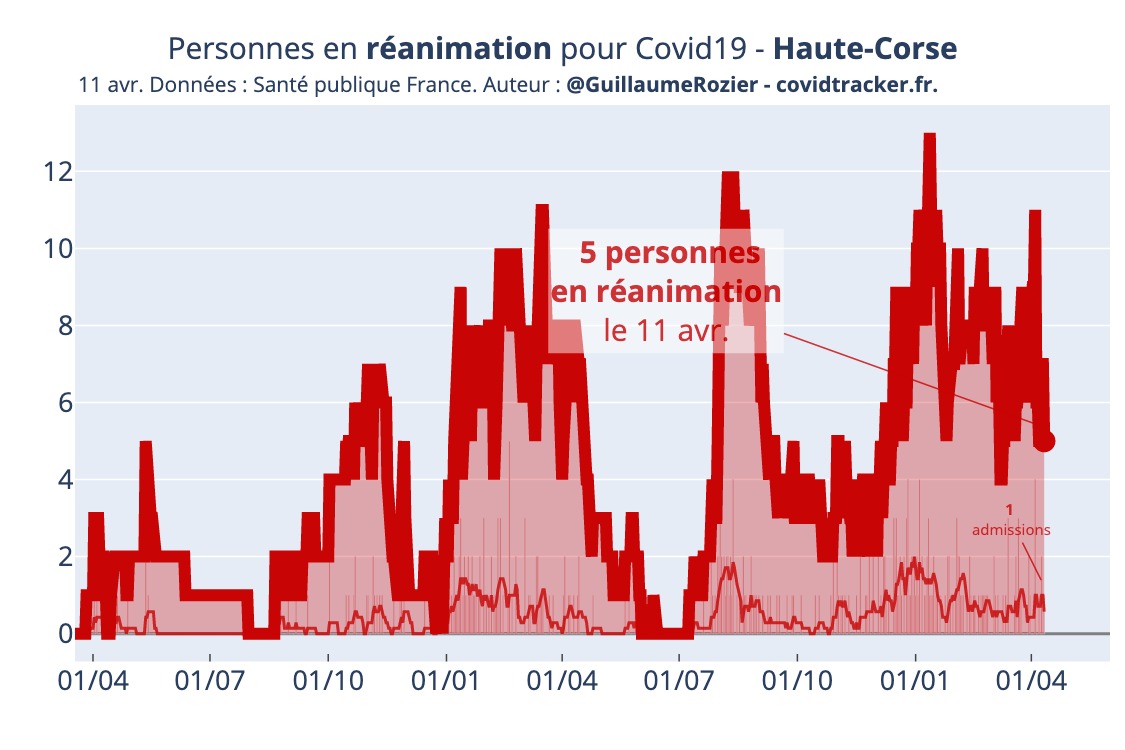 Personnes en réanimation pour Covid19 - Haute-Corse
11 avr. Données : Santé publique France. Auteur : @GuillaumeRozier - covidtracker.fr.
12
10
8
6
4
2
0
5 personnes
en réanimation
le 11 avr.
1
admissions
01/04
01/07
01/10
01/01
01/04
01/07
01/10
01/01
01/04